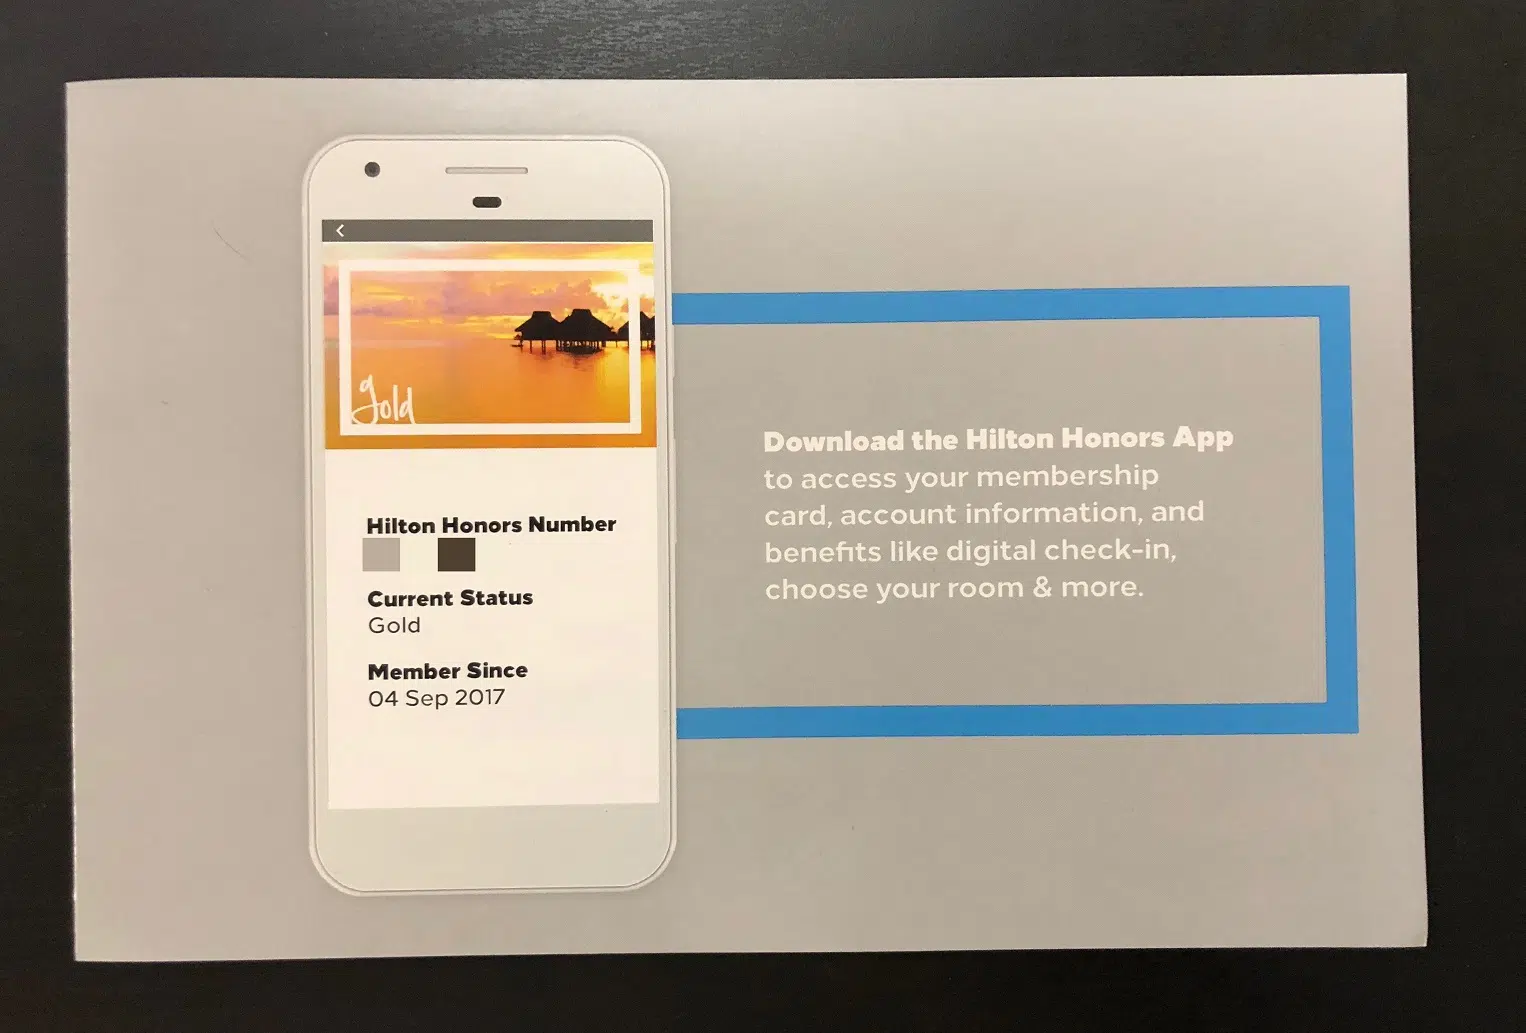 gold
Hilton Honors Number
Current Status
Gold
Member Since
04 Sep 2017
Download the Hilton Honors App
to access your membership
card, account information, and
benefits like digital check-in,
choose your room & more.